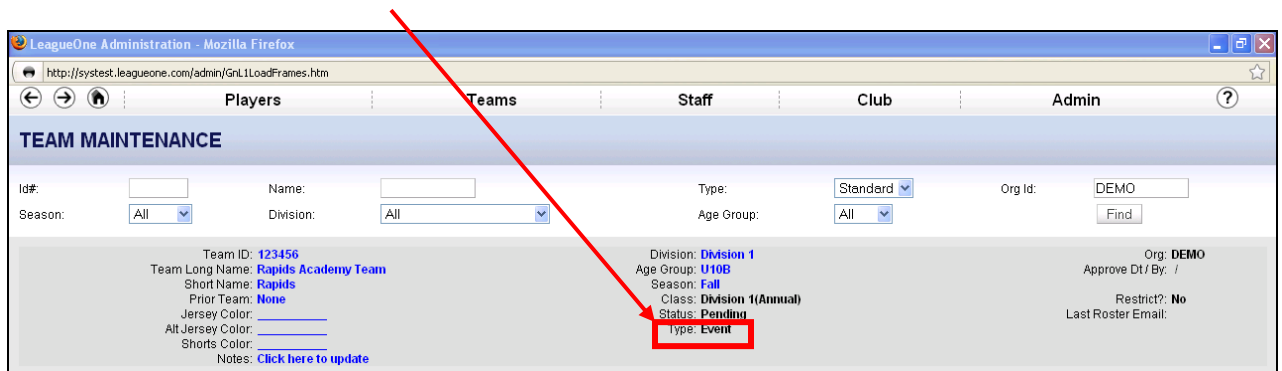 LeagueOne Administration - Mozilla Firefox
http://systest.leagueone.com/admin/GnL1LoadFrames.htm
Players Teams Staff Club Admin ?
TEAM MAINTENANCE
Id#: Name: Type: Standard Org Id: DEMO
Season: All Division: All Age Group: All Find
Team ID: 123456 Division: Division 1 Org: DEMO
Team Long Name: Rapids Academy Team Age Group: U10B Approve Dt / By: /
Short Name: Rapids Season: Fall
Prior Team: None Class: Division 1(Annual) Restrict?: No
Jersey Color: Status: Pending Last Roster Email:
Alt Jersey Color: Type: Event
Shorts Color:
Notes: Click here to update